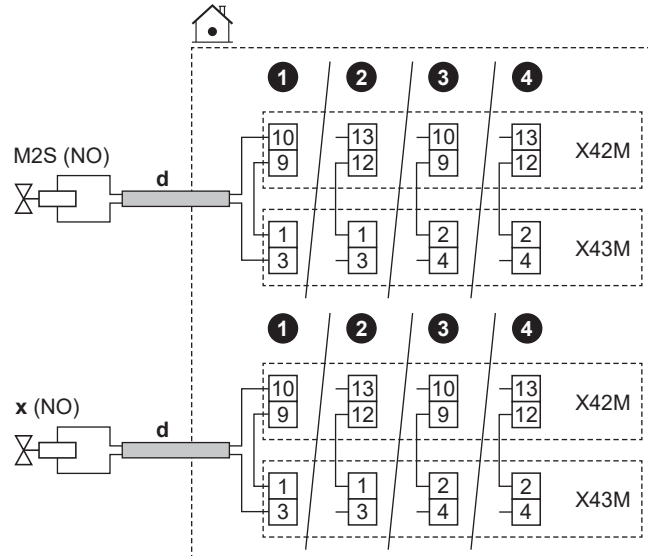 1 2 3 4
10 13 10 13
M2S (NO) 9 12 9 12 X42M
d
1 1 2 2 X43M
3 3 4 4
1 2 3 4
10 13 10 13
x (NO) 9 12 9 12 X42M
d
1 1 2 2 X43M
3 3 4 4